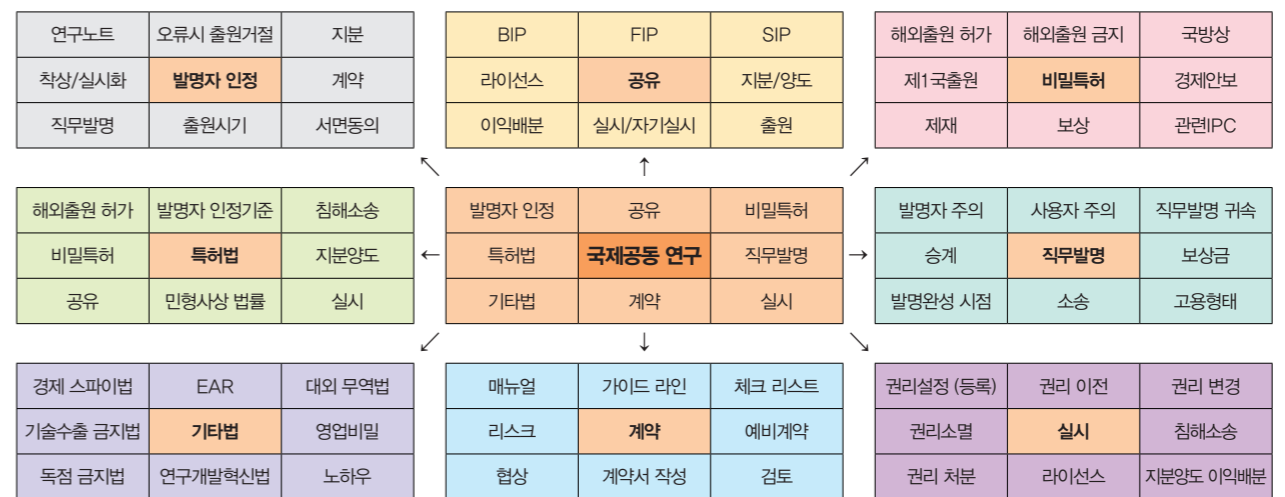 연구노트 오류시 출원거절 지분
착상/실시화 발명자 인정 계약
직무발명 출원시기 서면동의
BIP FIP SIP
라이선스 공유 지분/양도
이익배분 실시/자기실시 출원
해외출원 허가 해외출원 금지 국방상
제1국출원 비밀특허 경제안보
제재 보상 관련IPC
해외출원 허가 발명자 인정기준 침해소송
비밀특허 특허법 지분양도
공유 민형사상 법률 실시
발명자 인정 공유 비밀특허
특허법 국제공동 연구 직무발명
기타법 계약 실시
발명자 주의 사용자 주의 직무발명 귀속
승계 직무발명 보상금
발명완성 시점 소송 고용형태
경제 스파이법 EAR 대외 무역법
기술수출 금지법 기타법 영업비밀
독점 금지법 연구개발혁신법 노하우
매뉴얼 가이드 라인 체크 리스트
리스크 계약 예비계약
협상 계약서 작성 검토
권리설정 (등록) 권리 이전 권리 변경
권리소멸 실시 침해소송
권리 처분 라이선스 지분양도 이익배분